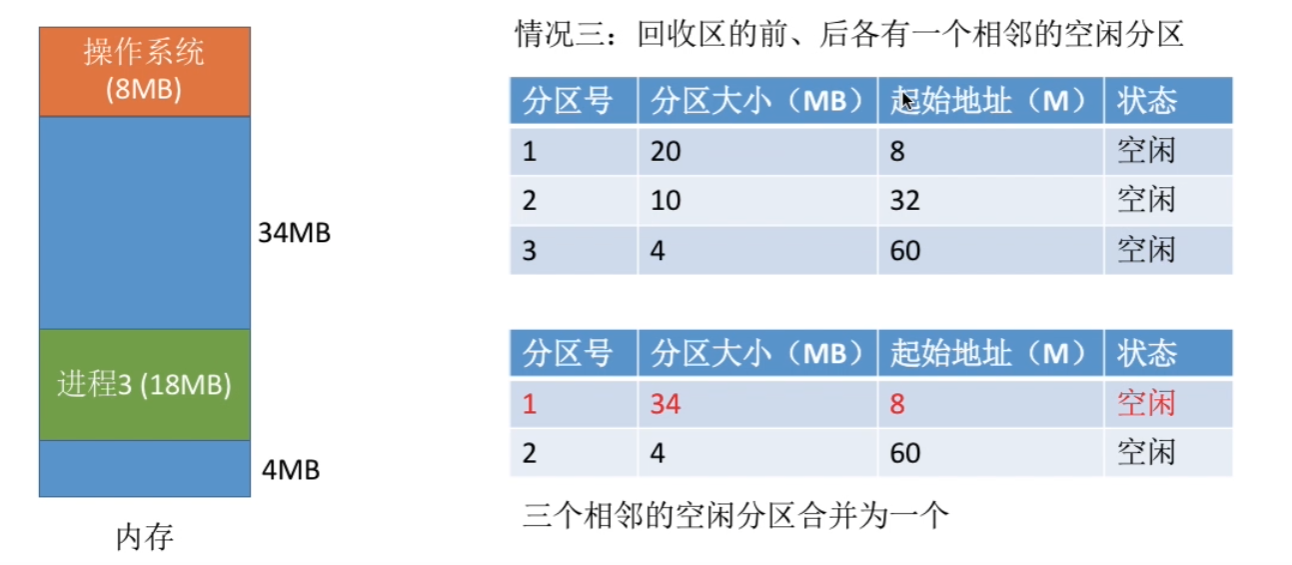 操作系统
(8MB)
34MB
进程3 (18MB)
4MB
内存
情况三：回收区的前、后各有一个相邻的空闲分区
分区号 分区大小（MB） 起始地址（M） 状态
1 20 8 空闲
2 10 32 空闲
3 4 60 空闲
分区号 分区大小（MB） 起始地址（M） 状态
1 34 8 空闲
2 4 60 空闲
三个相邻的空闲分区合并为一个